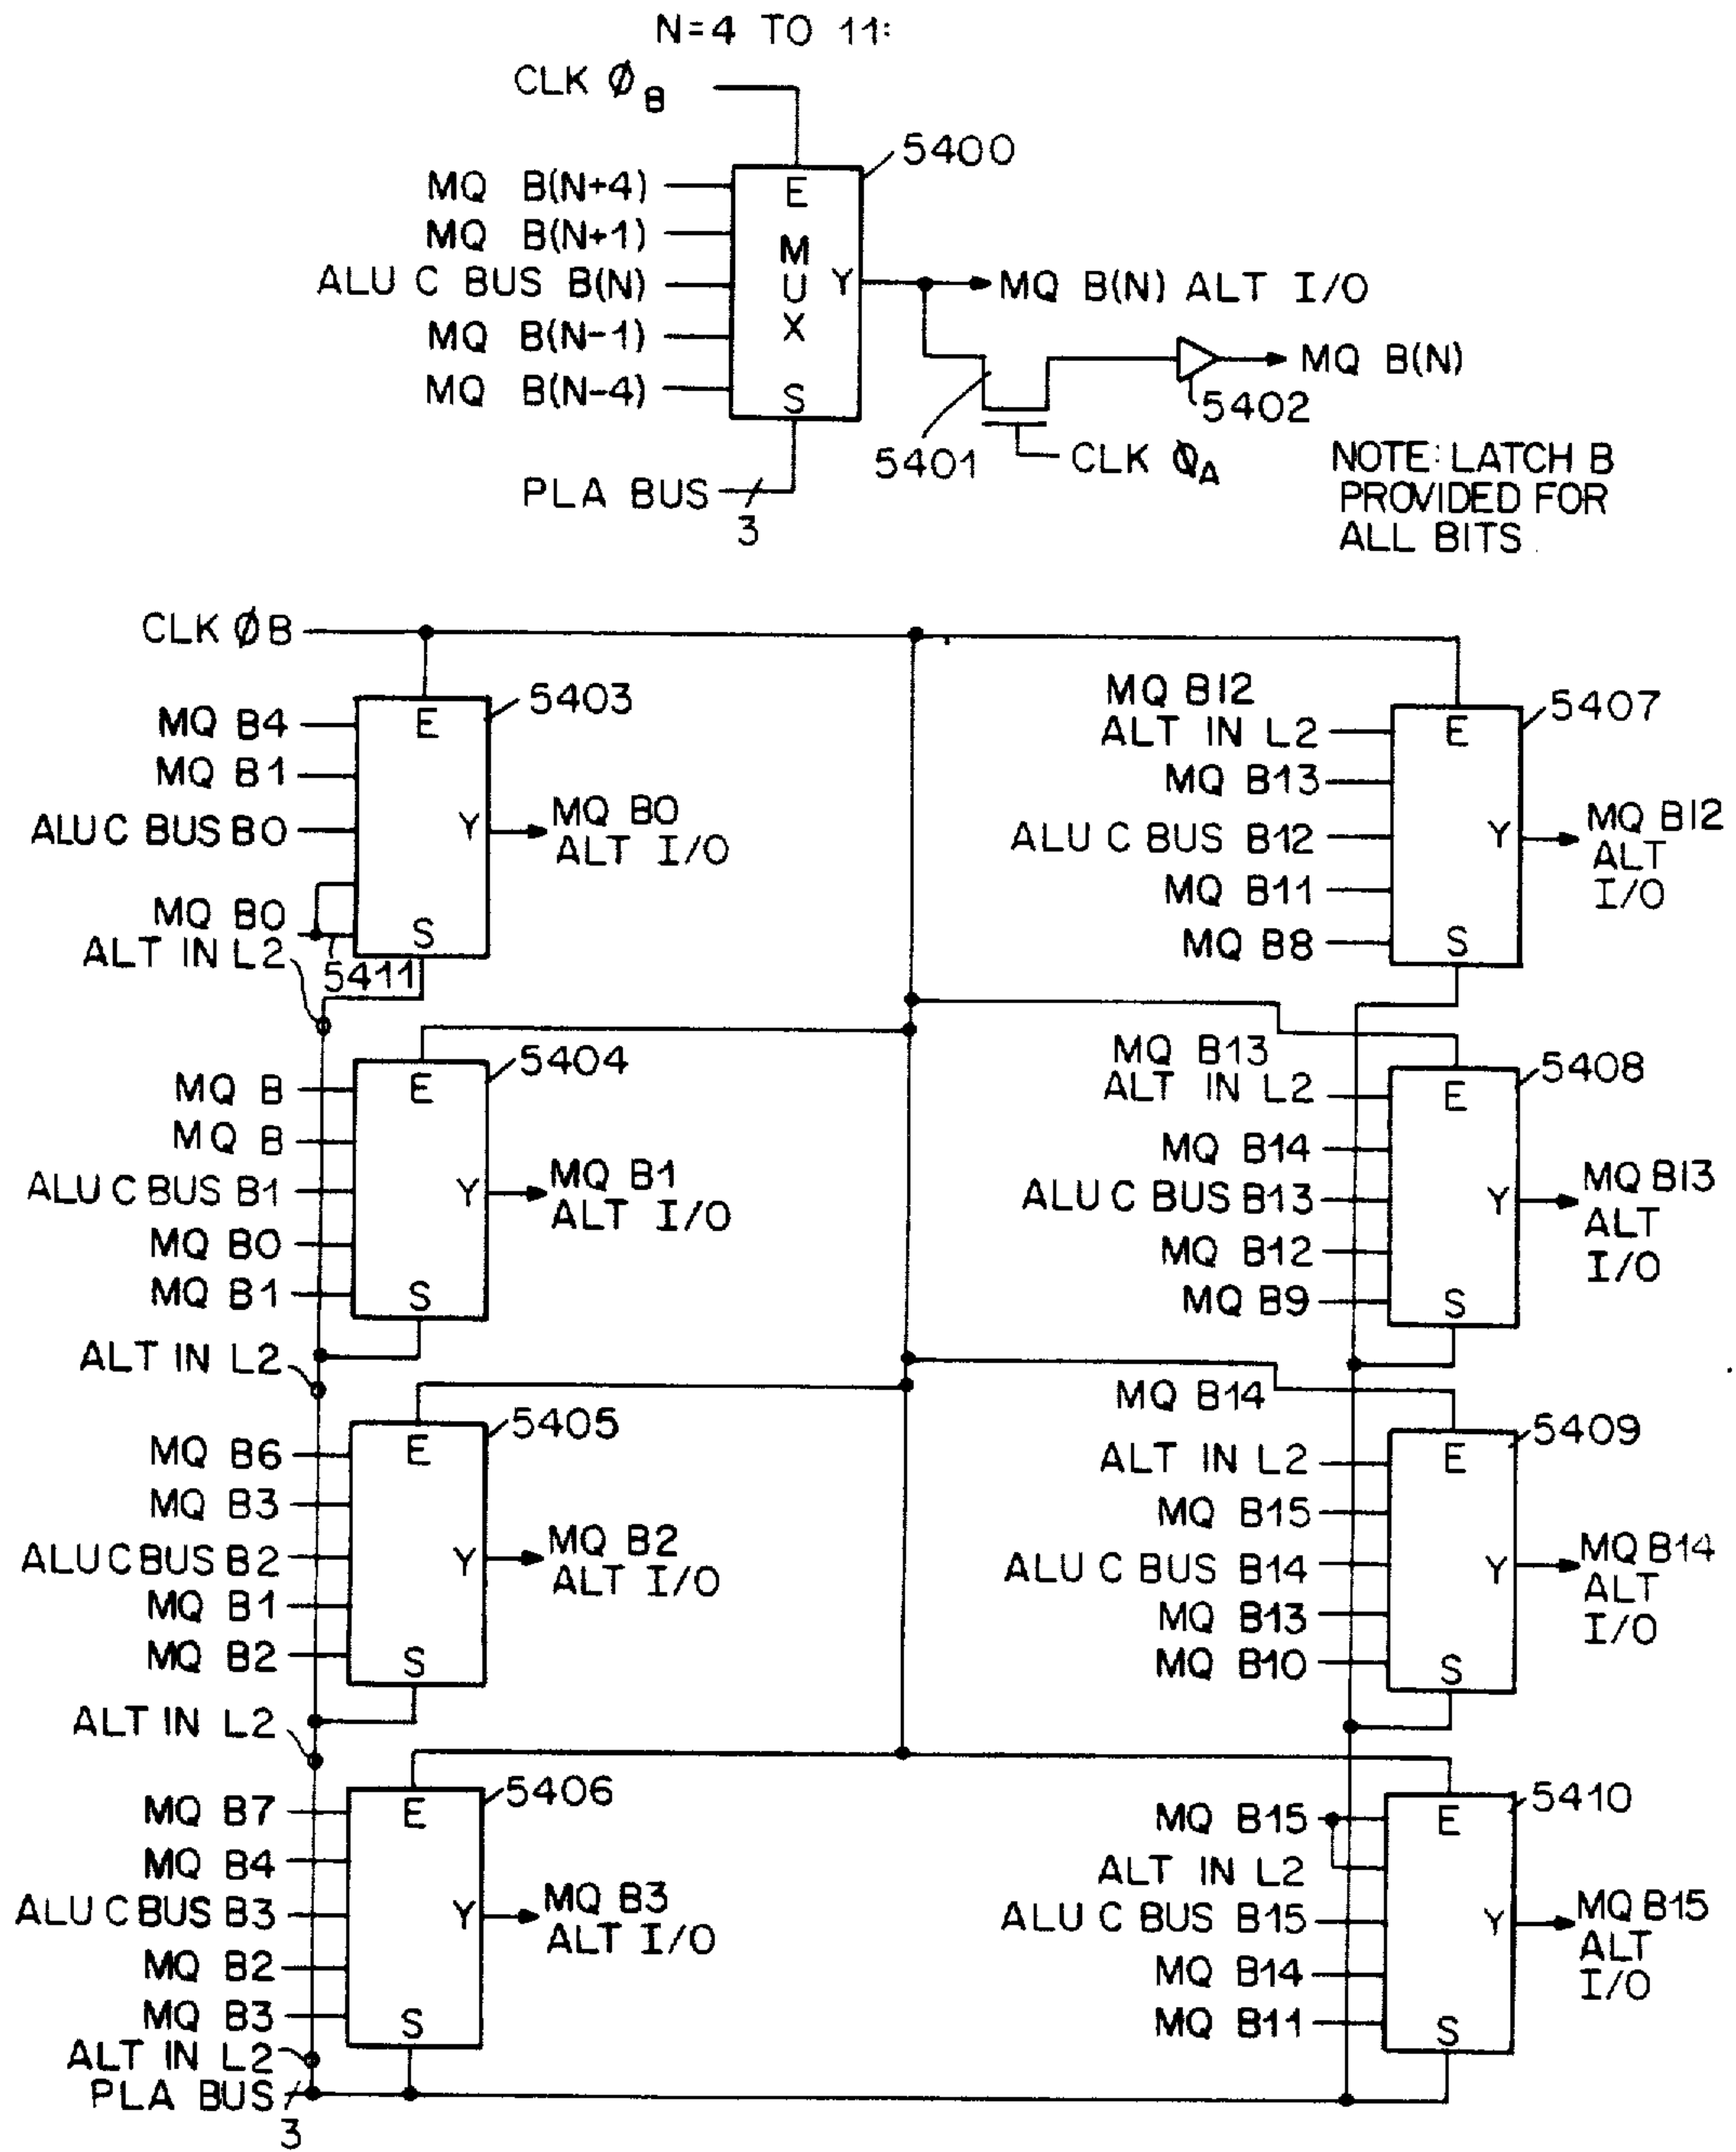 N=4 TO 11:
CLK Ø B
5400
MQ B(N+4)
MQ B(N+1)
ALU C BUS B(N)
MQ B(N-1)
MQ B(N-4)
E
MUX
Y
S
MQ B(N) ALT I/O
MQ B(N)
5402
5401
CLK Ø A
PLA BUS
3
NOTE: LATCH B
PROVIDED FOR
ALL BITS
CLK Ø B
5403
MQ B4
MQ B1
ALU C BUS B0
MQ B0
ALT IN L2
5411
E
Y
S
MQ B0
ALT I/O
5404
MQ B
MQ B
ALU C BUS B1
MQ B0
MQ B1
ALT IN L2
E
Y
S
MQ B1
ALT I/O
5405
MQ B6
MQ B3
ALU C BUS B2
MQ B1
MQ B2
ALT IN L2
E
Y
S
MQ B2
ALT I/O
5406
MQ B7
MQ B4
ALU C BUS B3
MQ B2
MQ B3
ALT IN L2
PLA BUS
3
E
Y
S
MQ B3
ALT I/O
5407
MQ B12
ALT IN L2
MQ B13
ALU C BUS B12
MQ B11
MQ B8
E
Y
S
MQ B12
ALT
I/O
5408
MQ B13
ALT IN L2
MQ B14
ALU C BUS B13
MQ B12
MQ B9
E
Y
S
MQ B13
ALT
I/O
5409
MQ B14
ALT IN L2
MQ B15
ALU C BUS B14
MQ B13
MQ B10
E
Y
S
MQ B14
ALT
I/O
5410
MQ B15
ALT IN L2
ALU C BUS B15
MQ B14
MQ B11
E
Y
S
MQ B15
ALT
I/O